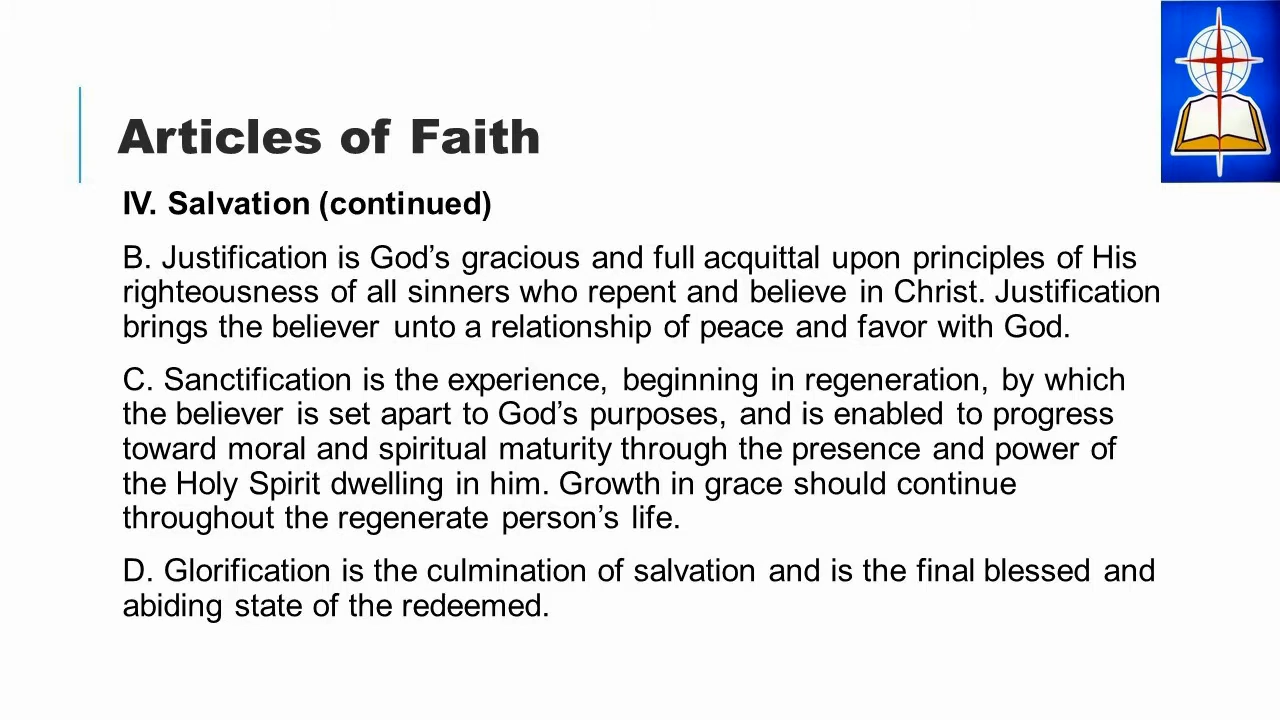 Articles of Faith
IV. Salvation (continued)
B. Justification is God’s gracious and full acquittal upon principles of His
righteousness of all sinners who repent and believe in Christ. Justification
brings the believer unto a relationship of peace and favor with God.
C. Sanctification is the experience, beginning in regeneration, by which
the believer is set apart to God’s purposes, and is enabled to progress
toward moral and spiritual maturity through the presence and power of
the Holy Spirit dwelling in him. Growth in grace should continue
throughout the regenerate person’s life.
D. Glorification is the culmination of salvation and is the final blessed and
abiding state of the redeemed.